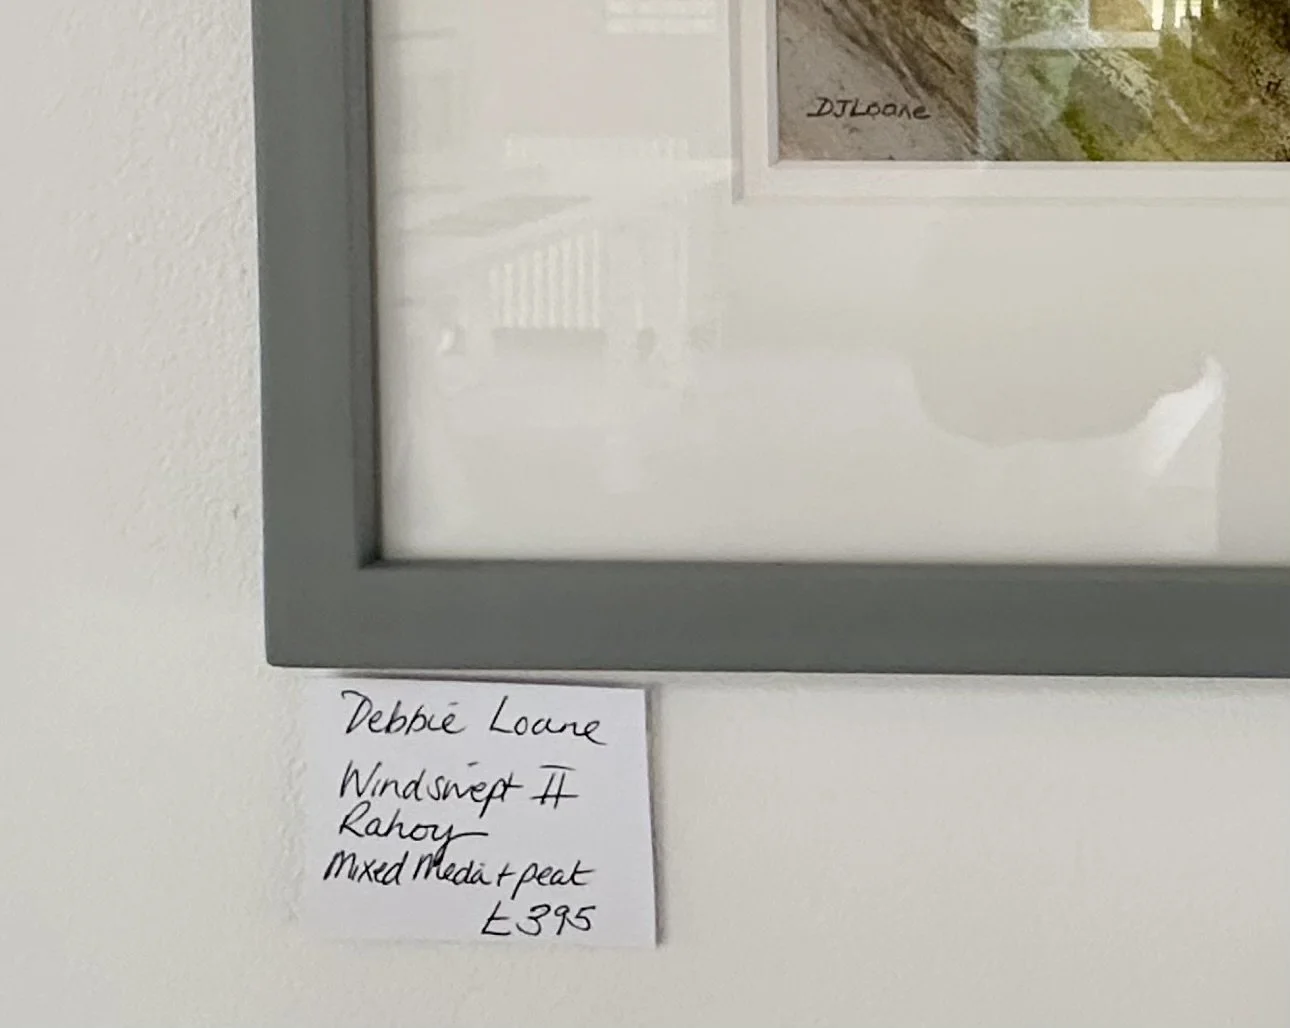 DJLoane
Debbie Loane
Windswept II
Rahoy
Mixed Media + peat
£395